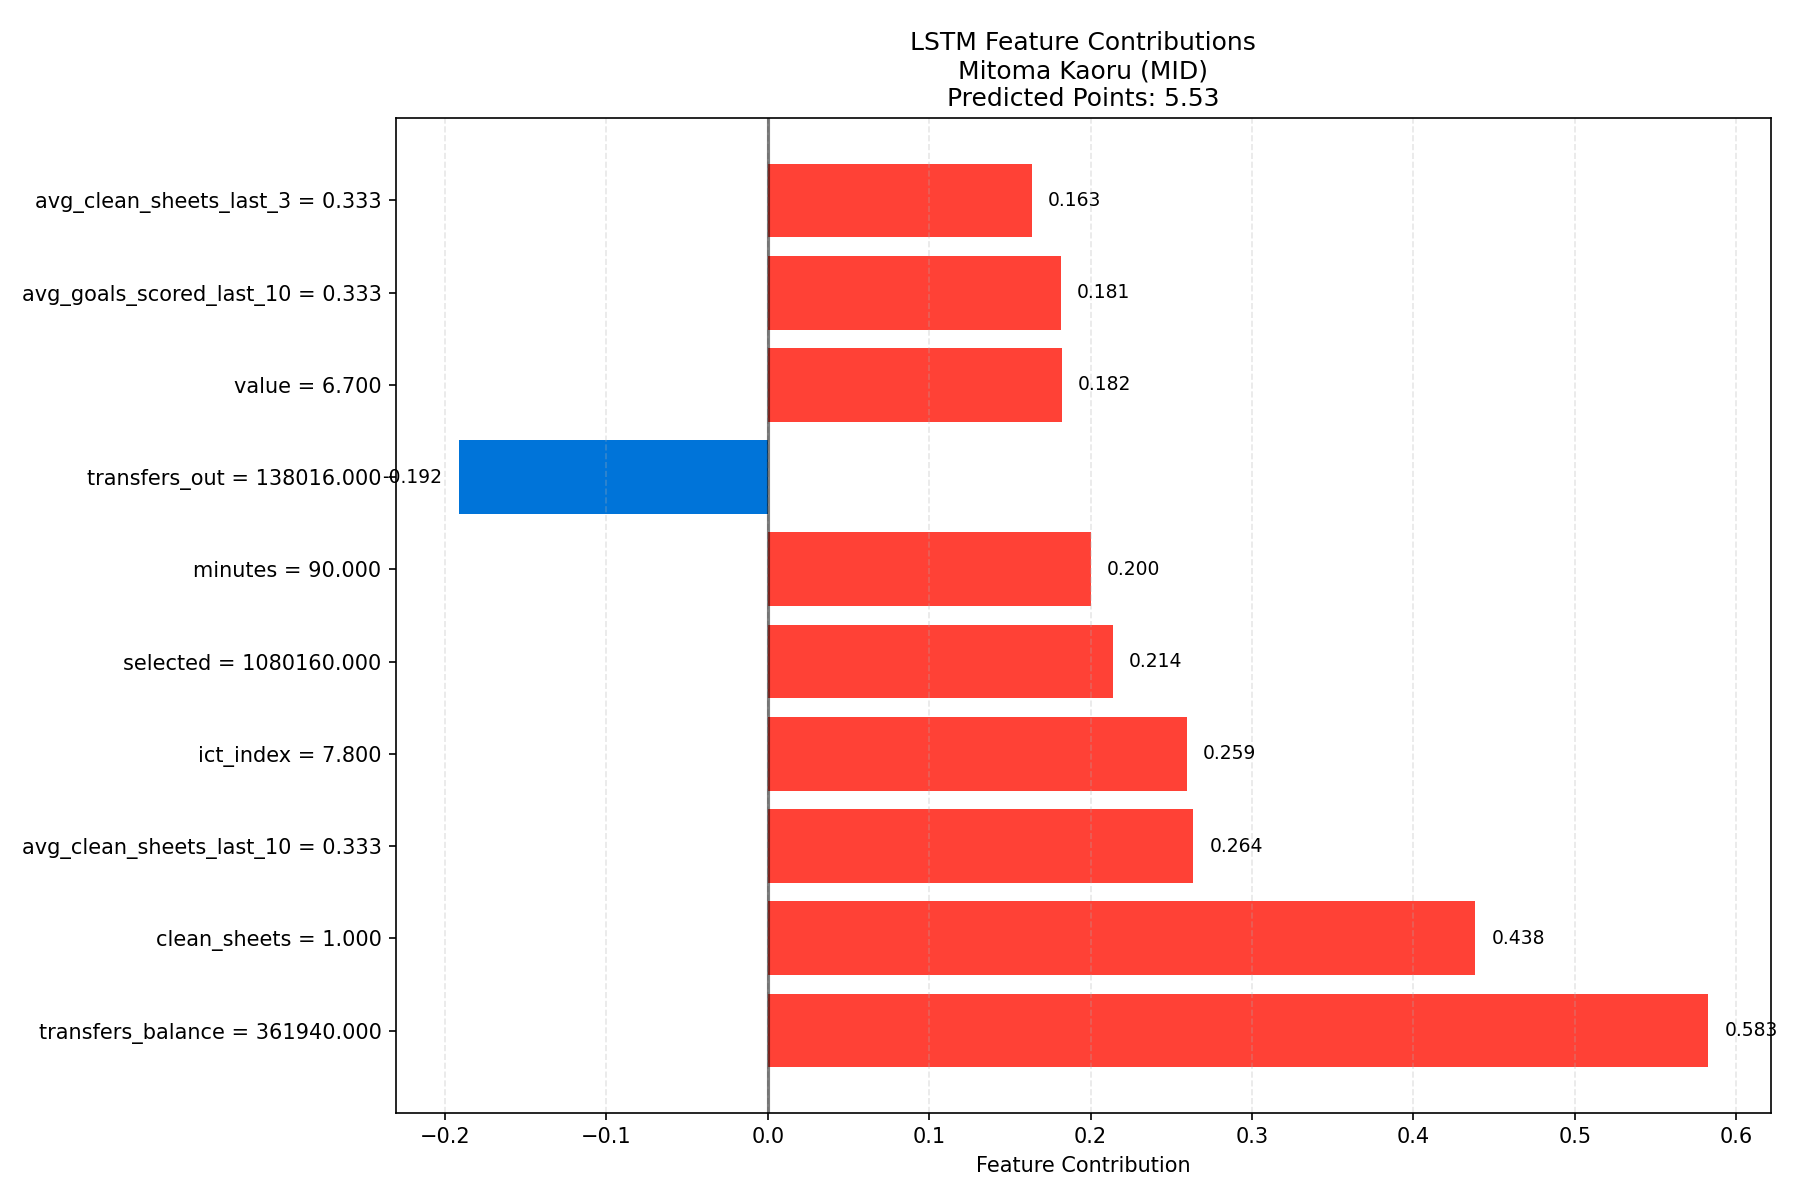 LSTM Feature Contributions
Mitoma Kaoru (MID)
Predicted Points: 5.53
avg_clean_sheets_last_3 = 0.333
0.163
avg_goals_scored_last_10 = 0.333
0.181
value = 6.700
0.182
transfers_out = 138016.000
−0.192
minutes = 90.000
0.200
selected = 1080160.000
0.214
ict_index = 7.800
0.259
avg_clean_sheets_last_10 = 0.333
0.264
clean_sheets = 1.000
0.438
transfers_balance = 361940.000
0.583
−0.2 −0.1 0.0 0.1 0.2 0.3 0.4 0.5 0.6
Feature Contribution